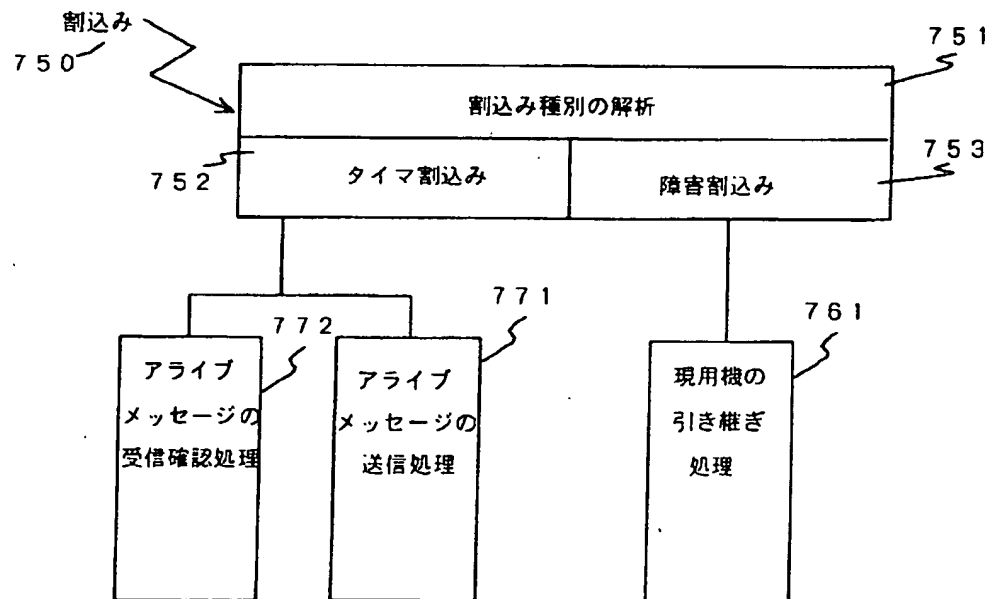 割込み
750
751
割込み種別の解析
752
タイマ割込み
障害割込み
753
772
771
761
アライブ
メッセージの
受信確認処理
アライブ
メッセージの
送信処理
現用機の
引き継ぎ
処理